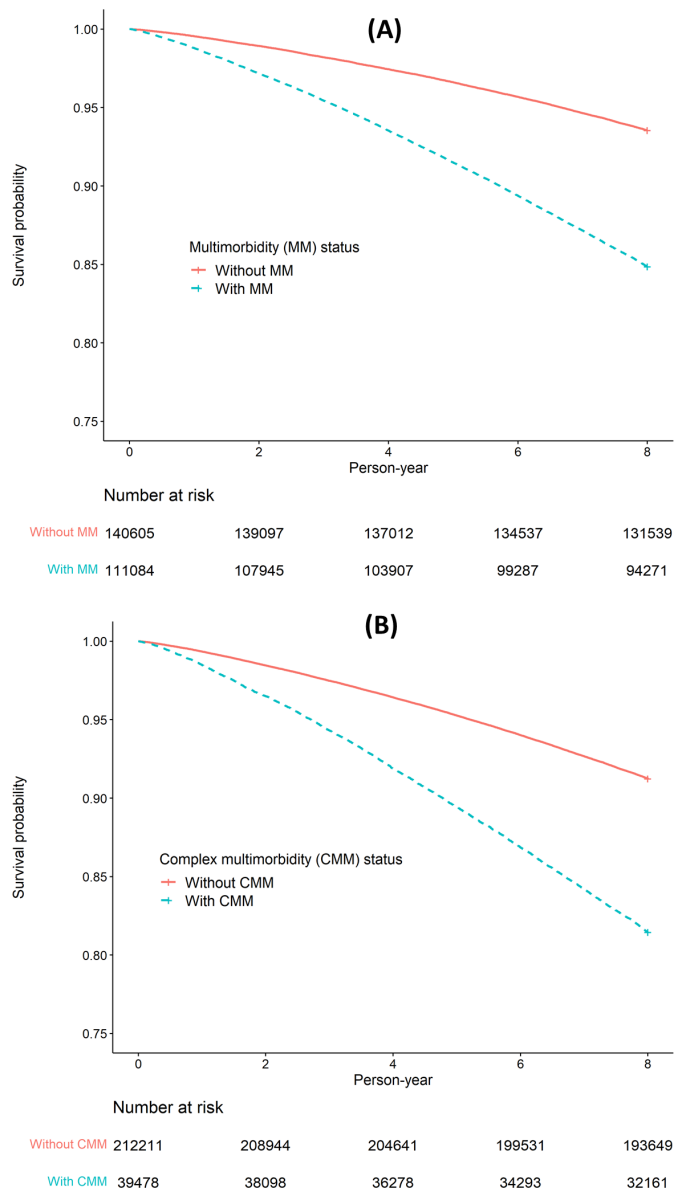 (A)
1.00
0.95
0.90
0.85
0.80
0.75
Survival probability
Multimorbidity (MM) status
Without MM
With MM
0 2 4 6 8
Person-year
Number at risk
Without MM 140605 139097 137012 134537 131539
With MM 111084 107945 103907 99287 94271
(B)
1.00
0.95
0.90
0.85
0.80
0.75
Survival probability
Complex multimorbidity (CMM) status
Without CMM
With CMM
0 2 4 6 8
Person-year
Number at risk
Without CMM 212211 208944 204641 199531 193649
With CMM 39478 38098 36278 34293 32161